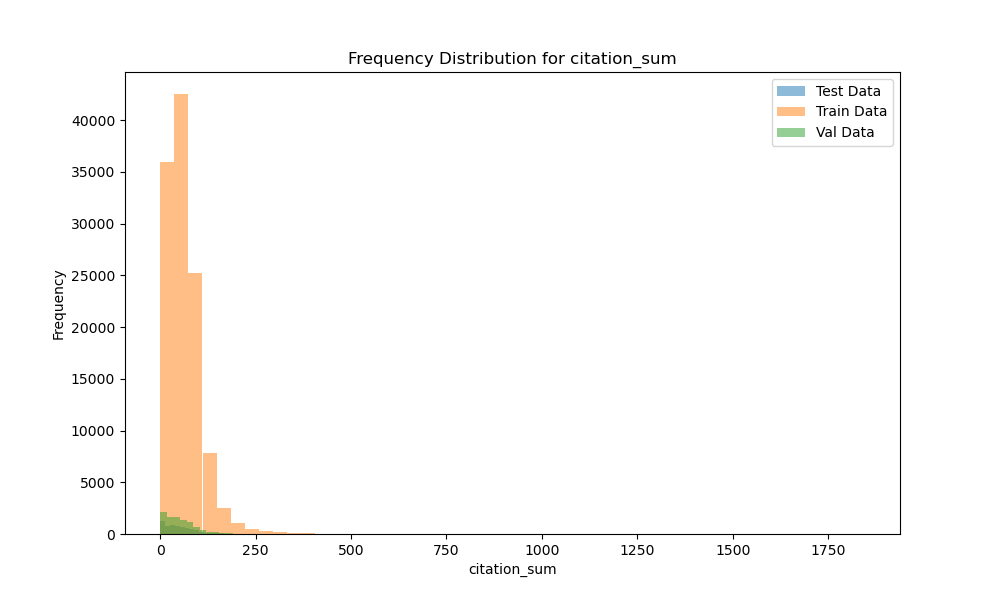 Frequency Distribution for citation_sum
Test Data
Train Data
Val Data
Frequency
40000
35000
30000
25000
20000
15000
10000
5000
0
0 250 500 750 1000 1250 1500 1750
citation_sum